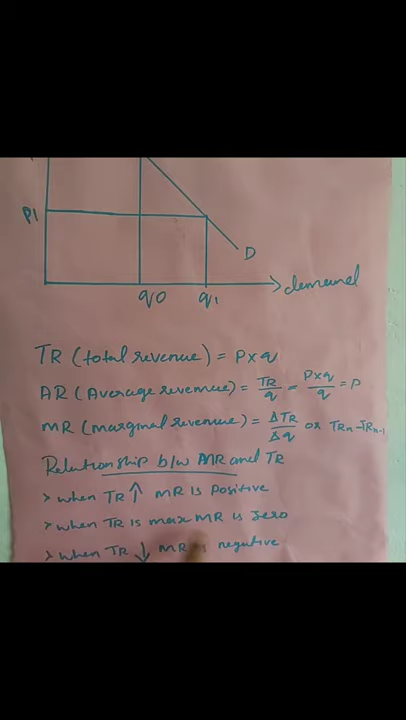 P1
D
q0 q1
demand
TR (total revenue) = P×q
AR (Average revenue) = TR/q = P×q/q = P
MR (marginal revenue) = ΔTR/Δq or TRn-TRn-1
Relationship b/w MR and TR
> when TR ↑ MR is Positive
> when TR is max MR is zero
> when TR ↓ MR is negative